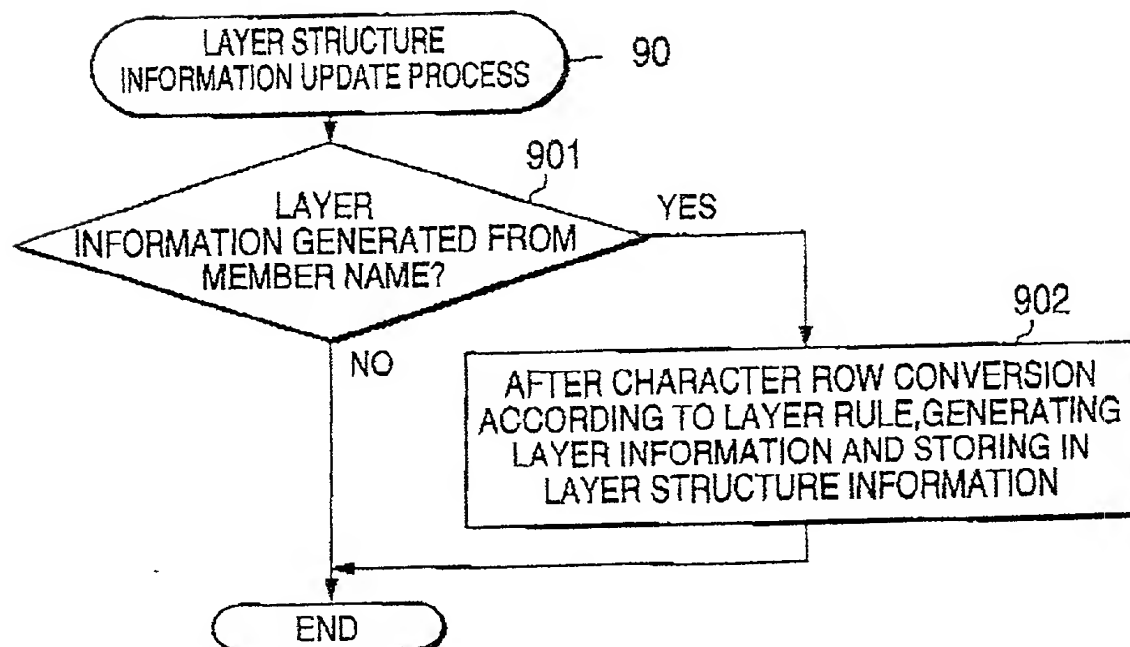 LAYER STRUCTURE
INFORMATION UPDATE PROCESS
90
901
LAYER
INFORMATION GENERATED FROM
MEMBER NAME?
YES
NO
902
AFTER CHARACTER ROW CONVERSION
ACCORDING TO LAYER RULE,GENERATING
LAYER INFORMATION AND STORING IN
LAYER STRUCTURE INFORMATION
END